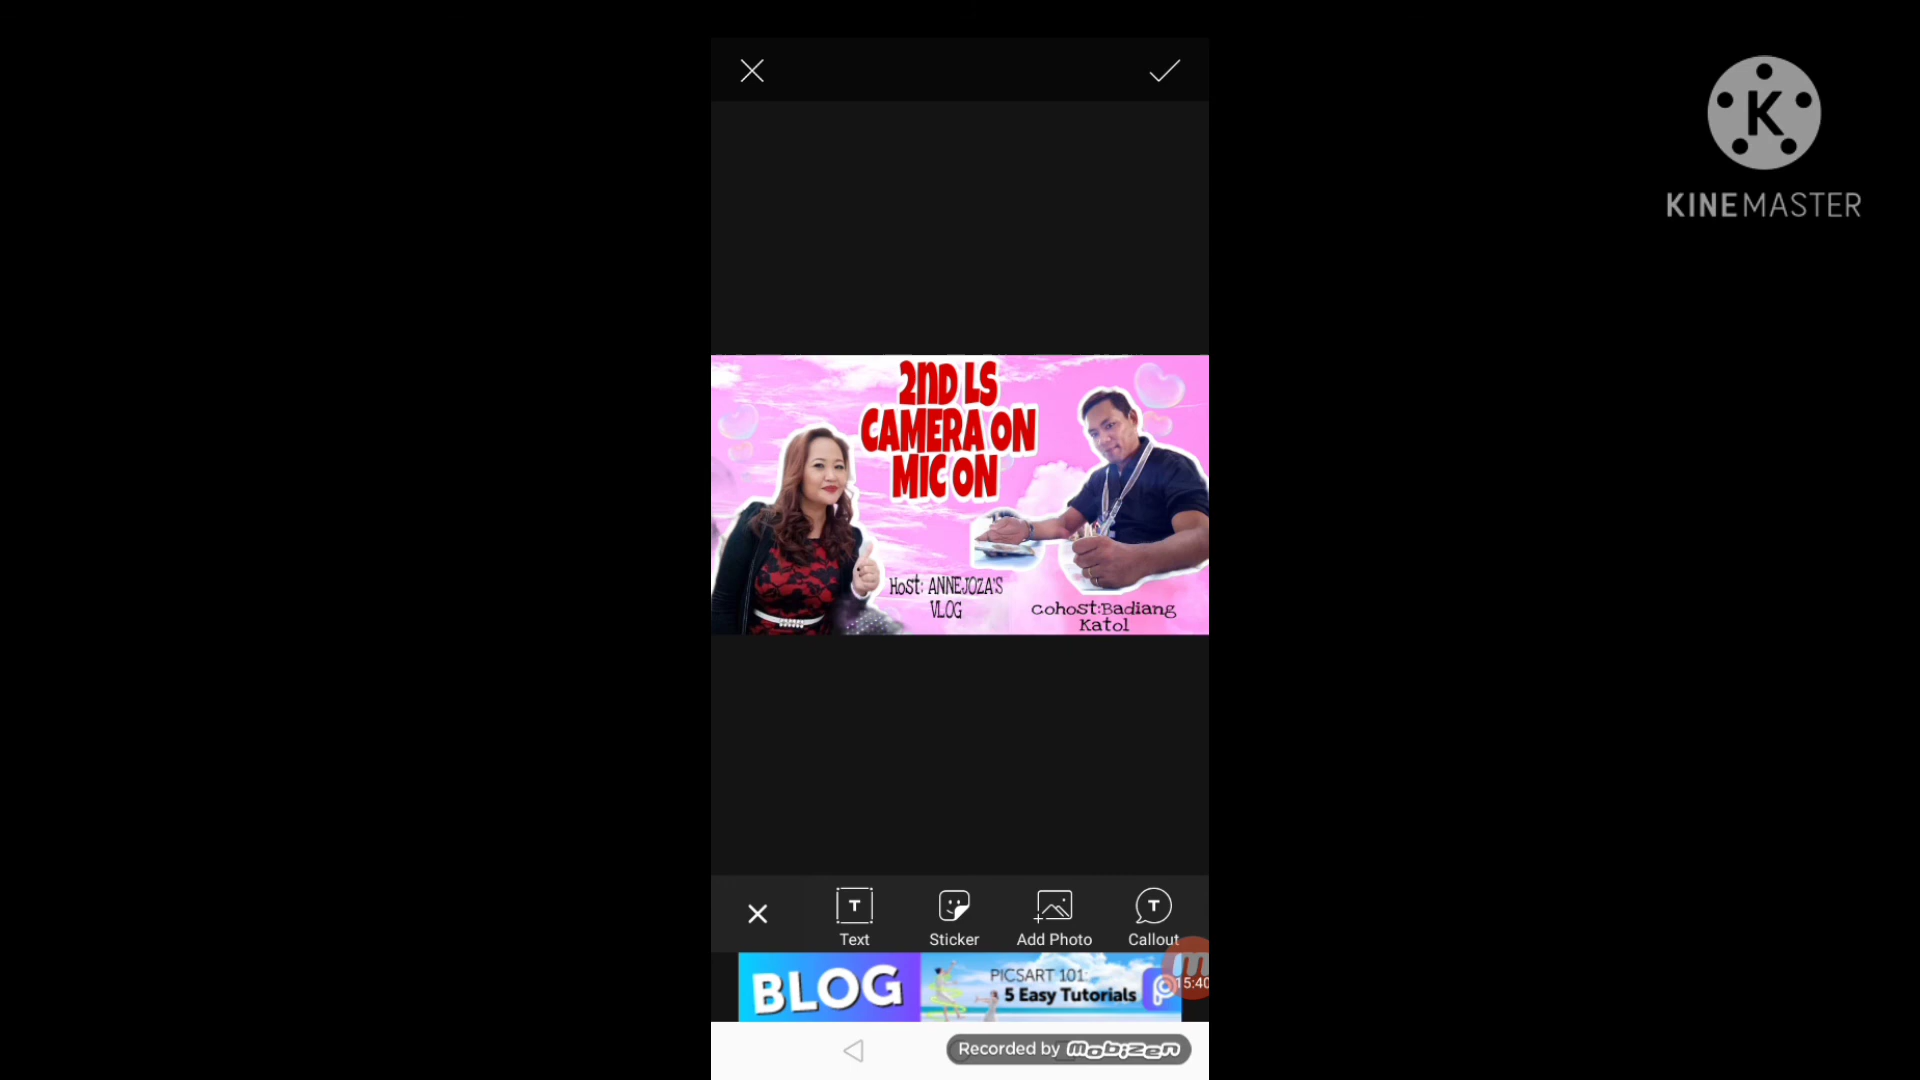 K
KINEMASTER
2nD LS
CAMERA ON
MIC ON
Host: ANNEJOZA'S
VLOG
Cohost:Badiang
Katol
T
T
Text
Sticker
Add Photo
Callout
BLOG
PICSART 101:
5 Easy Tutorials
15:40
Recorded by mobizen